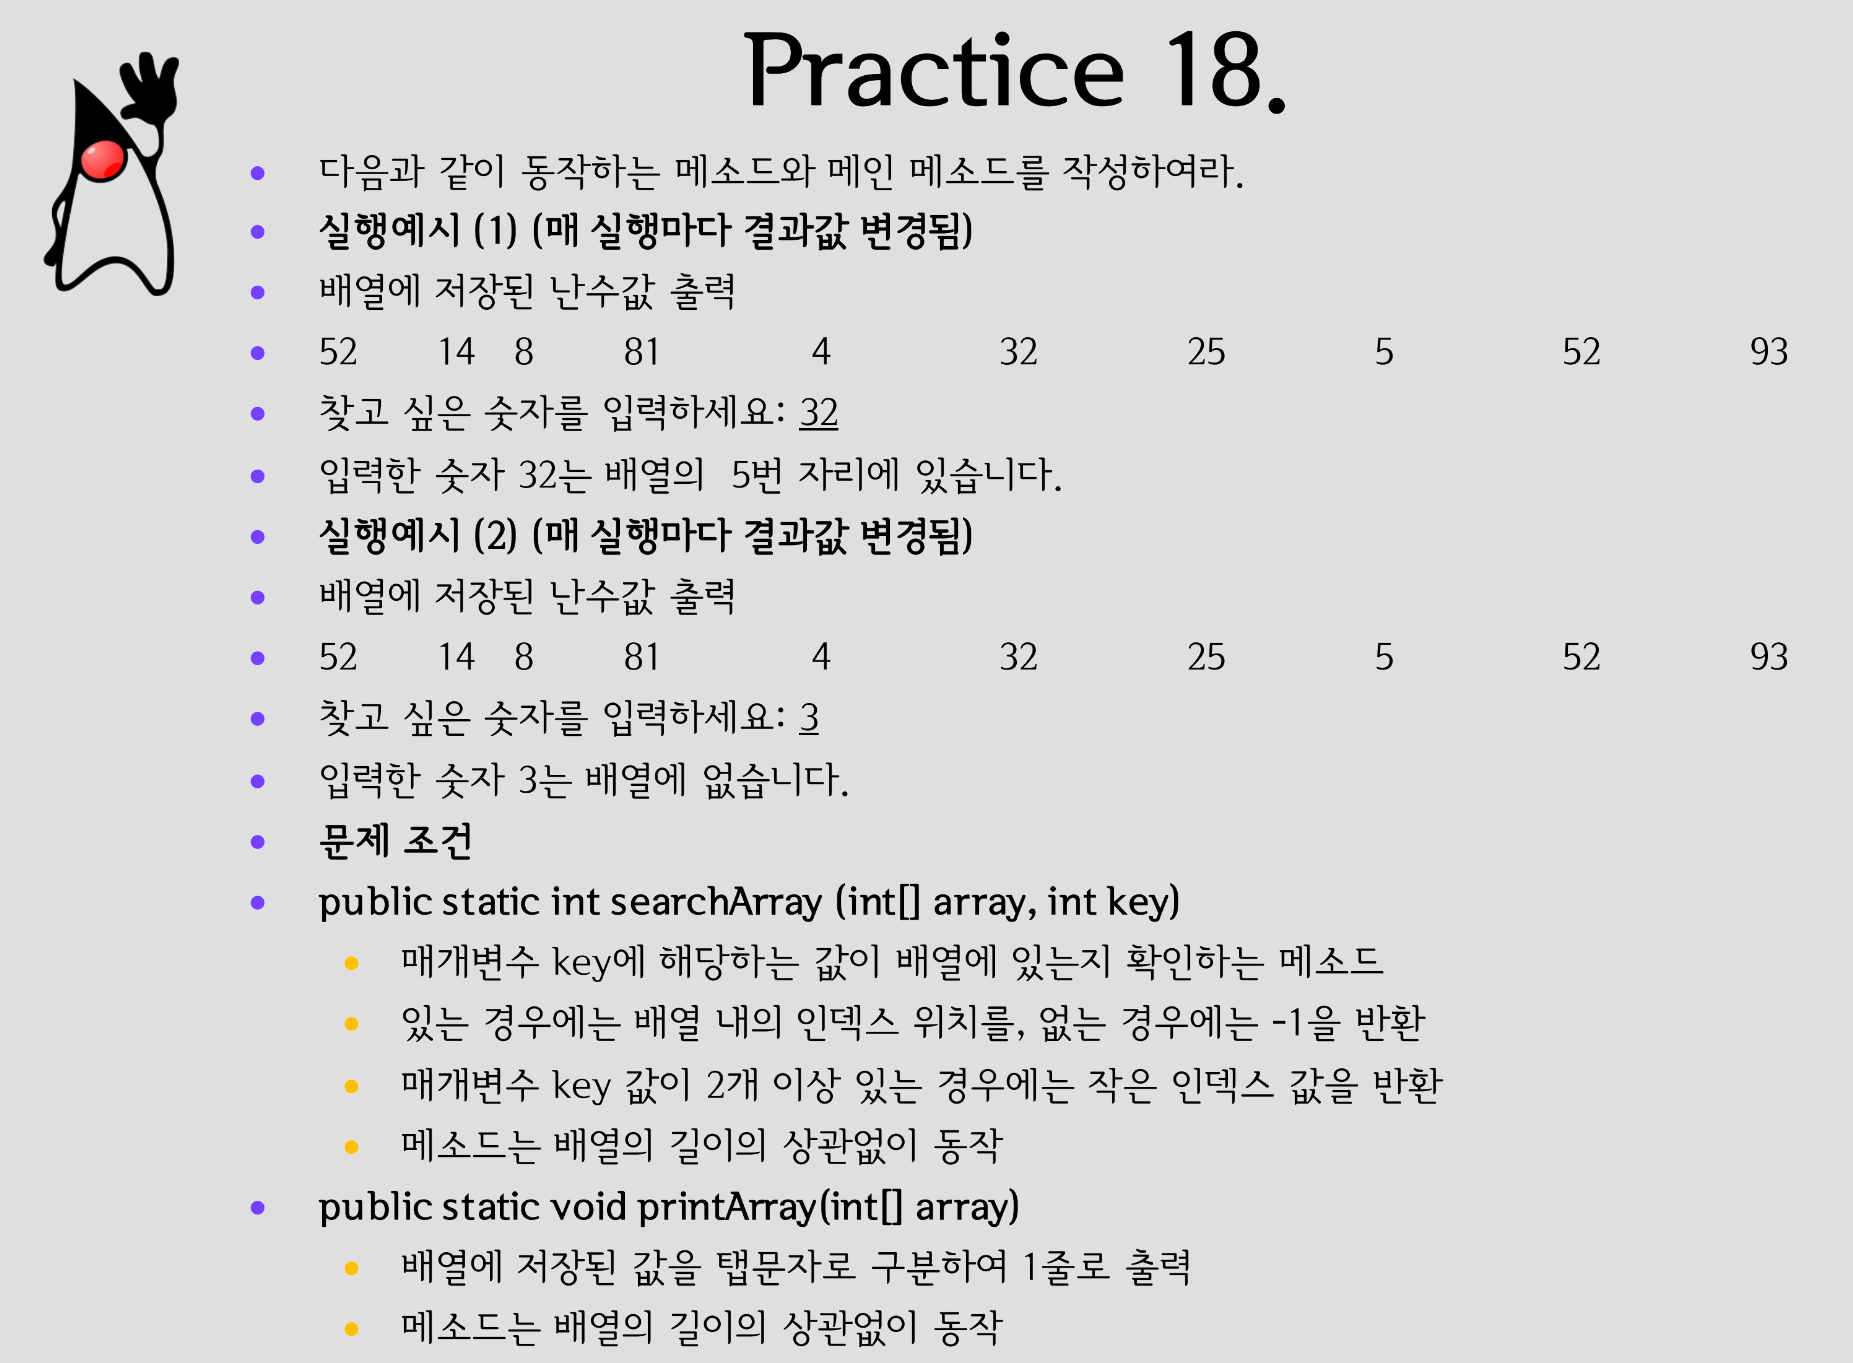 Practice 18.
다음과 같이 동작하는 메소드와 메인 메소드를 작성하여라.
실행예시 (1) (매 실행마다 결과값 변경됨)
배열에 저장된 난수값 출력
52 14 8 81 4 32 25 5 52 93
찾고 싶은 숫자를 입력하세요: 32
입력한 숫자 32는 배열의 5번 자리에 있습니다.
실행예시 (2) (매 실행마다 결과값 변경됨)
배열에 저장된 난수값 출력
52 14 8 81 4 32 25 5 52 93
찾고 싶은 숫자를 입력하세요: 3
입력한 숫자 3는 배열에 없습니다.
문제 조건
public static int searchArray (int[] array, int key)
매개변수 key에 해당하는 값이 배열에 있는지 확인하는 메소드
있는 경우에는 배열 내의 인덱스 위치를, 없는 경우에는 -1을 반환
매개변수 key 값이 2개 이상 있는 경우에는 작은 인덱스 값을 반환
메소드는 배열의 길이의 상관없이 동작
public static void printArray(int[] array)
배열에 저장된 값을 탭문자로 구분하여 1줄로 출력
메소드는 배열의 길이의 상관없이 동작